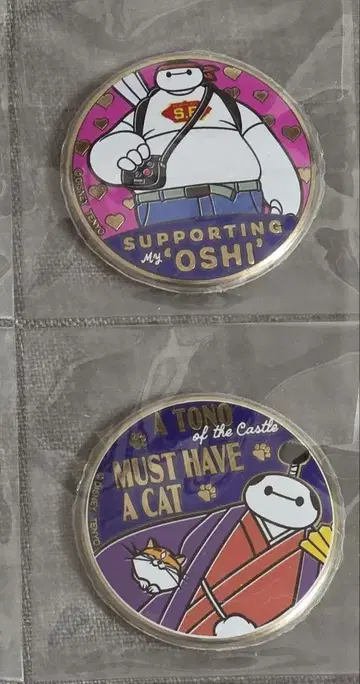 S.F.
SUPPORTING
My 'OSHI'
©DISNEY TENYO
A TONO
of the Castle
MUST HAVE
A CAT
©DISNEY TENYO